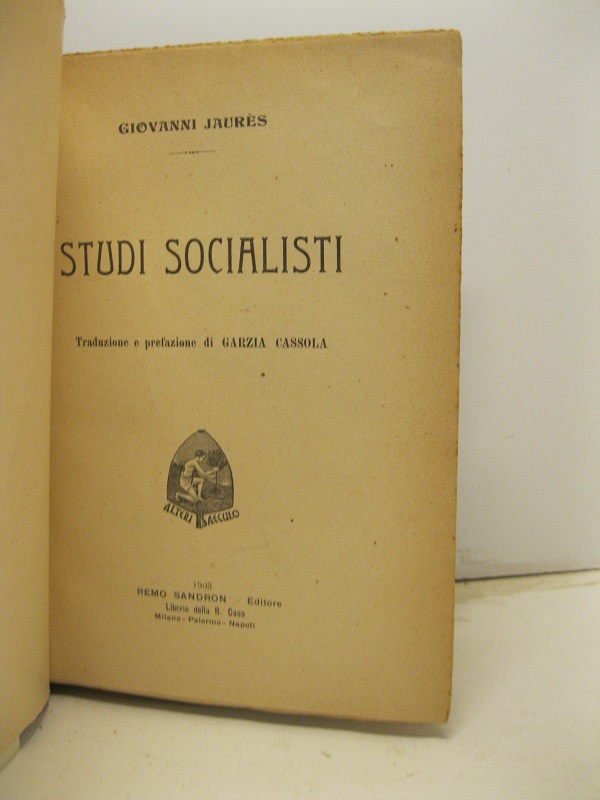 GIOVANNI JAURÈS
STUDI SOCIALISTI
Traduzione e prefazione di GARZIA CASSOLA
ALTERI SAECULO
1903
REMO SANDRON - Editore
Libraio della R. Casa
Milano - Palermo - Napoli